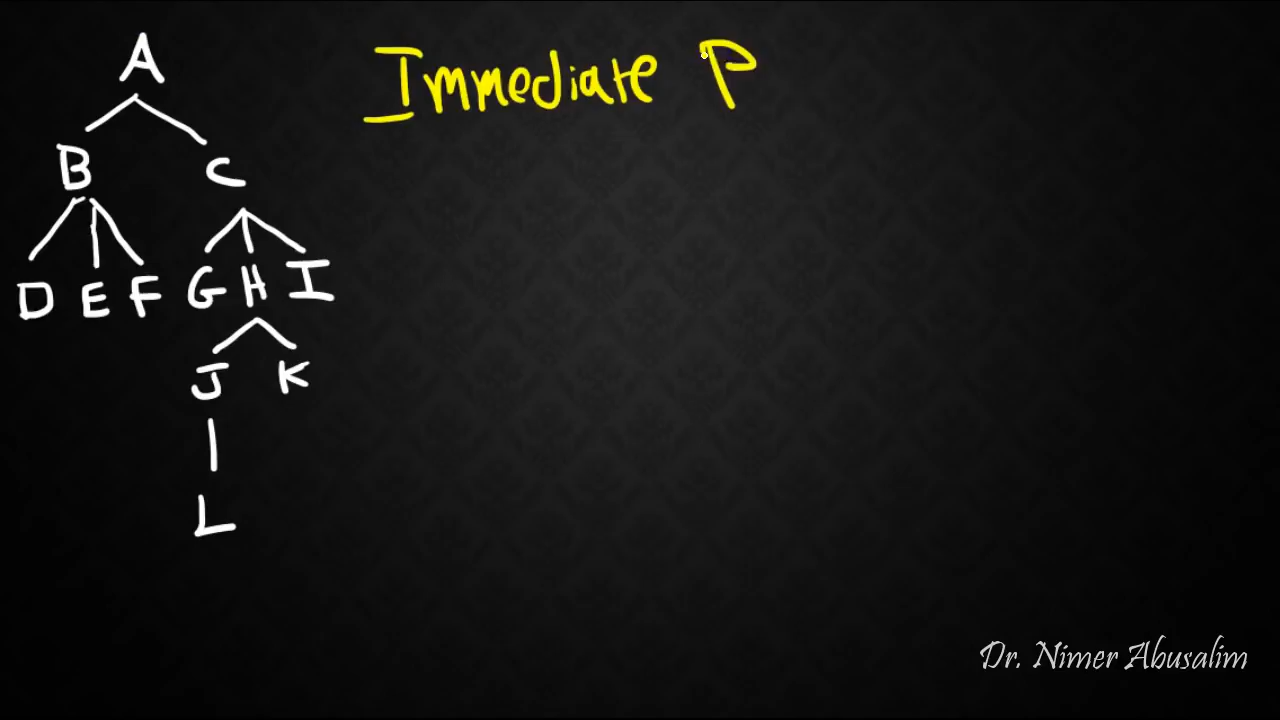 A
Immediate P
B C
D E F G H I
J K
L
Dr. Nimer Abusalim